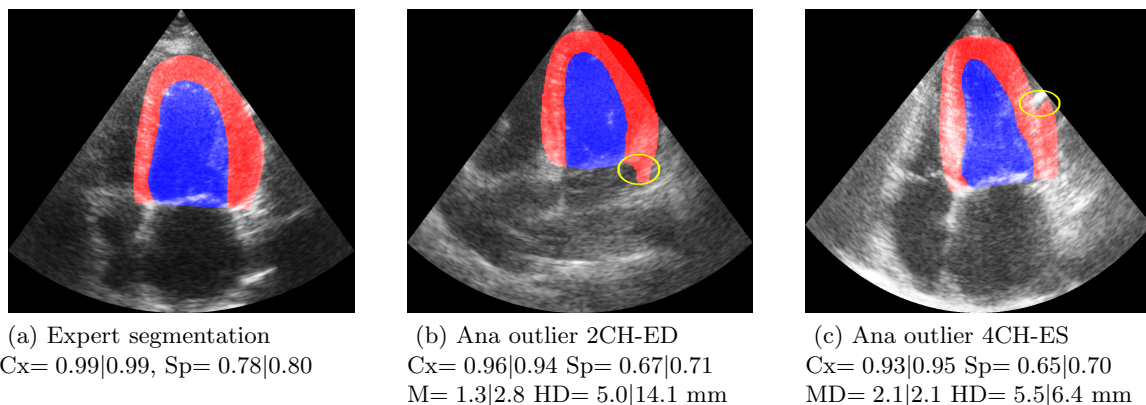 (a) Expert segmentation
Cx= 0.99|0.99, Sp= 0.78|0.80
(b) Ana outlier 2CH-ED
Cx= 0.96|0.94 Sp= 0.67|0.71
M= 1.3|2.8 HD= 5.0|14.1 mm
(c) Ana outlier 4CH-ES
Cx= 0.93|0.95 Sp= 0.65|0.70
MD= 2.1|2.1 HD= 5.5|6.4 mm